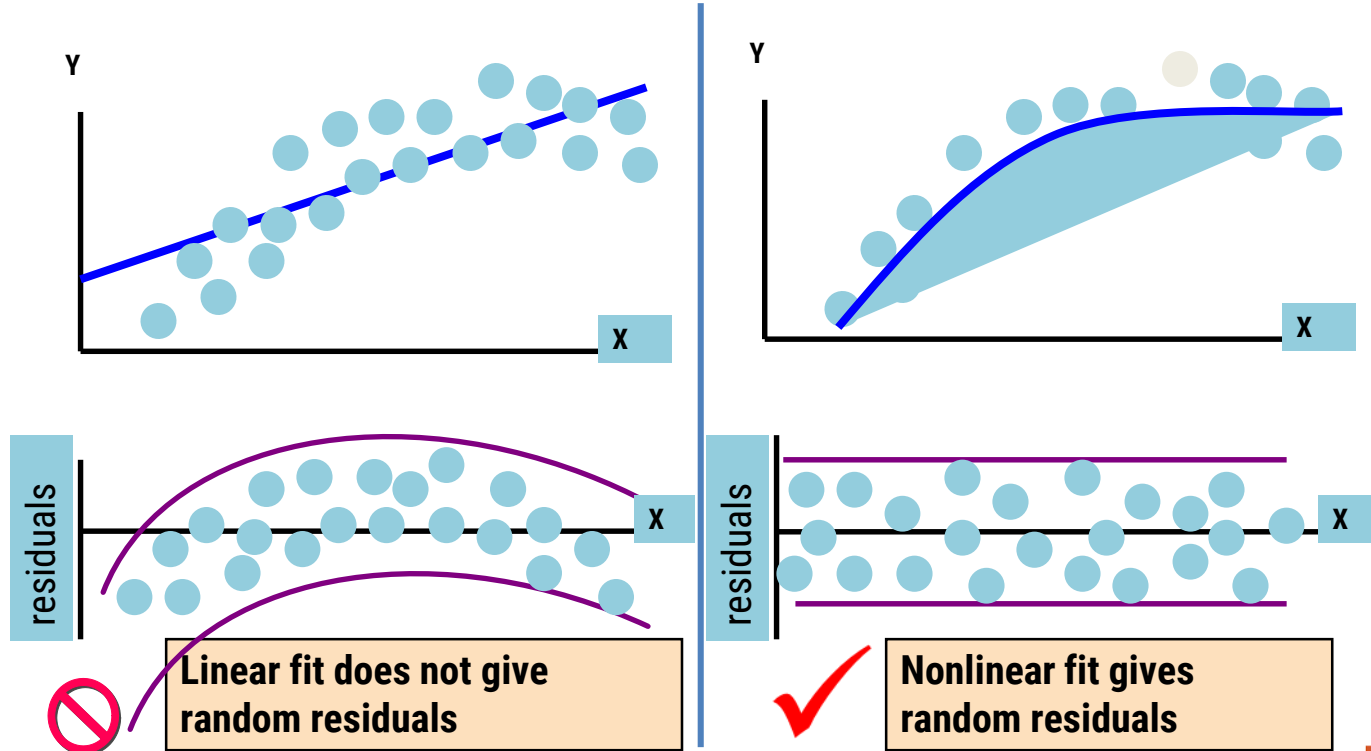 Y
X
residuals
X
Linear fit does not give
random residuals
Y
X
residuals
X
Nonlinear fit gives
random residuals